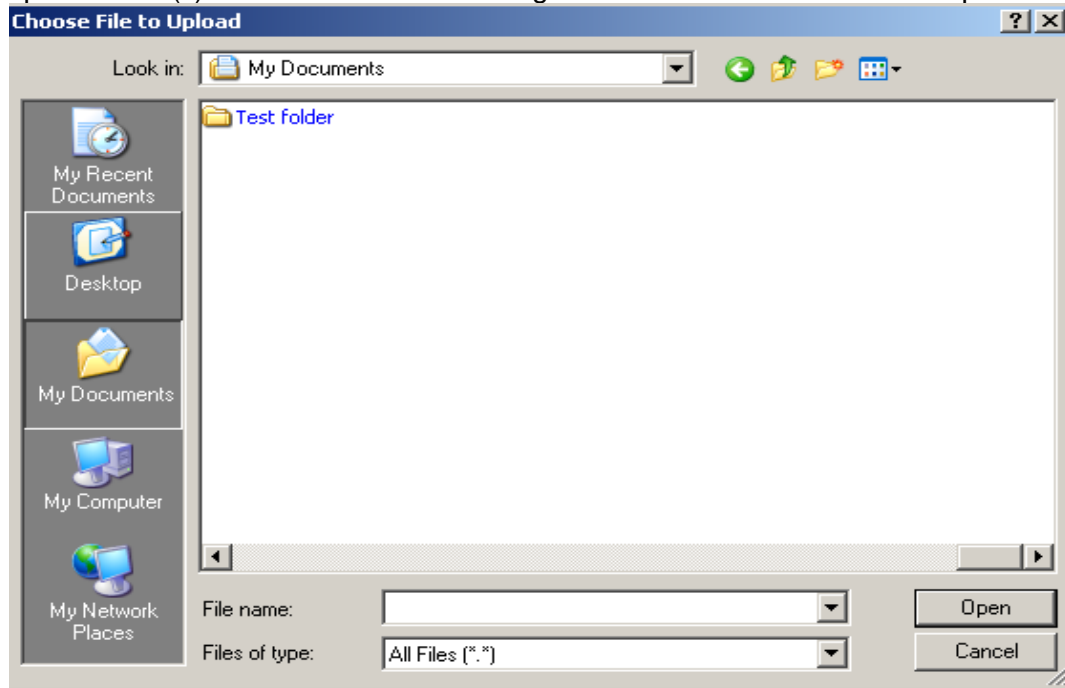 Choose File to Upload
Look in:
My Documents
Test folder
My Recent
Documents
Desktop
My Documents
My Computer
My Network
Places
File name:
Open
Files of type:
All Files (*.*)
Cancel